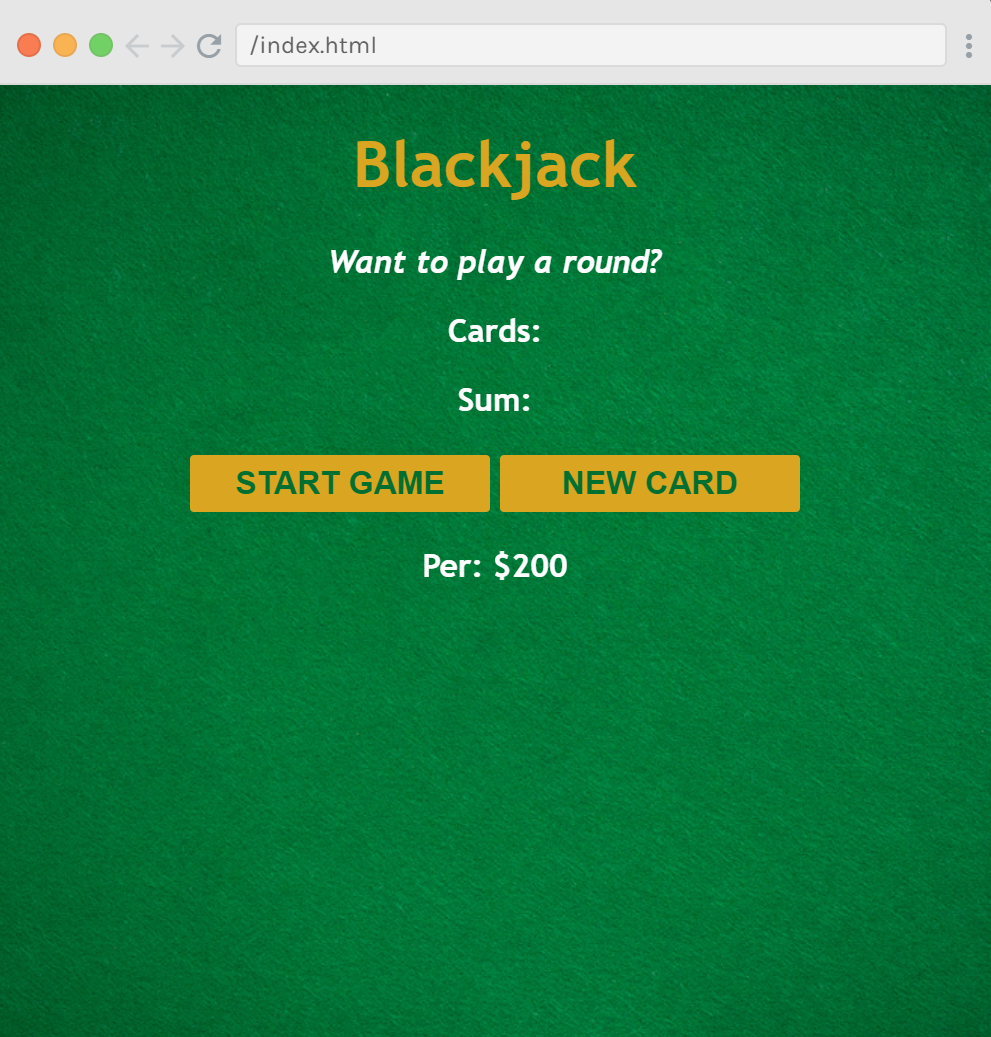 /index.html
Blackjack
Want to play a round?
Cards:
Sum:
START GAME NEW CARD
Per: $200